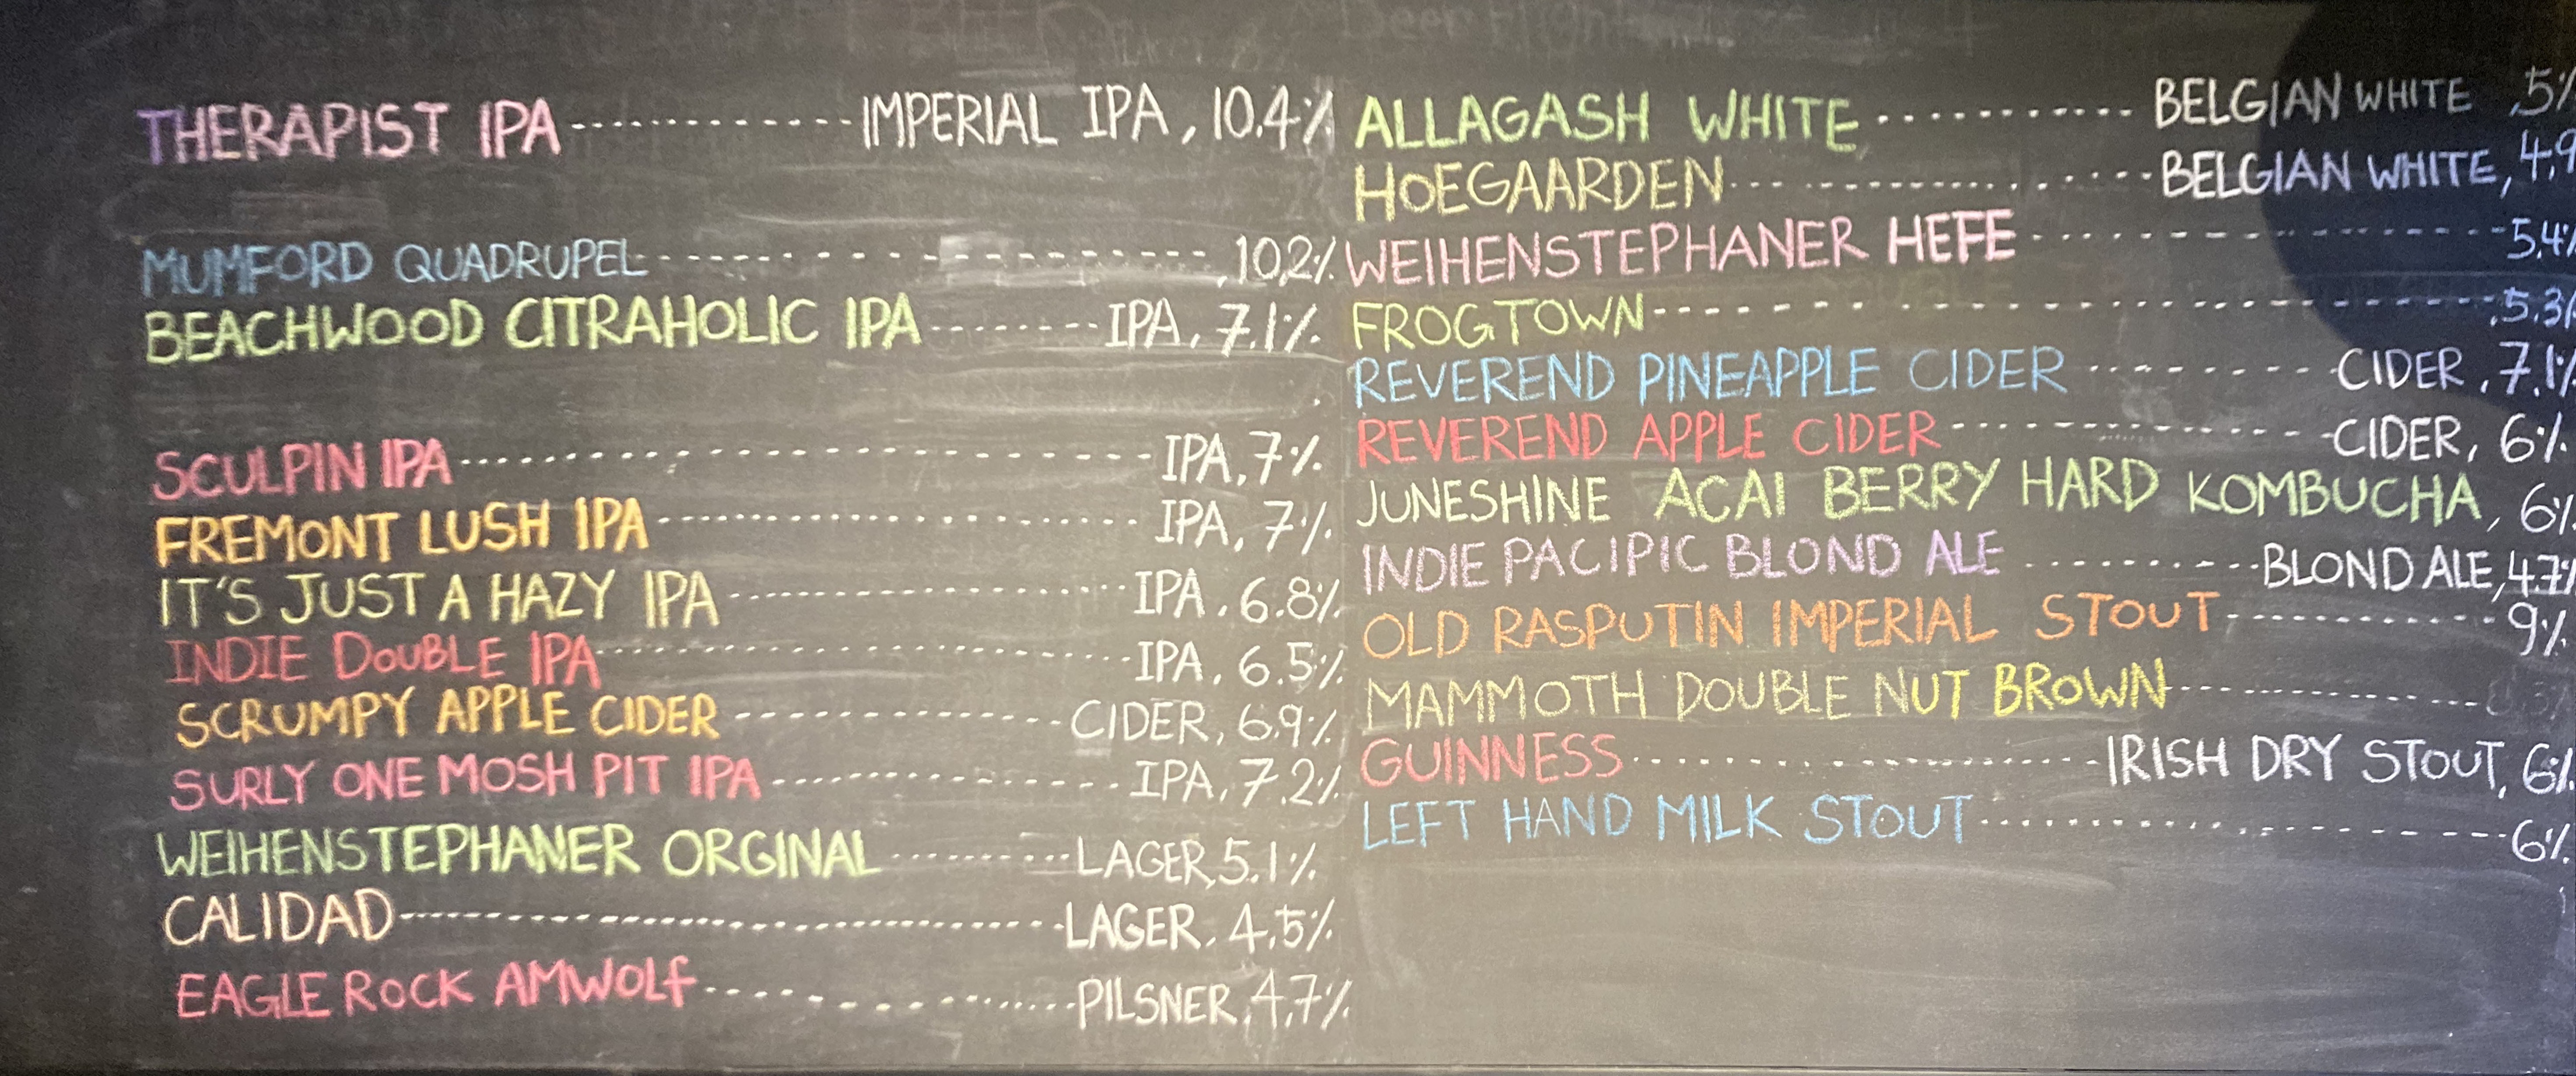 THERAPIST IPA ------------ IMPERIAL IPA, 10.4%
MUMFORD QUADRUPEL ------------ 10.2%
BEACHWOOD CITRAHOLIC IPA -------- IPA, 7.1%
SCULPIN IPA ------------ IPA, 7%
FREMONT LUSH IPA ------------ IPA, 7%
IT'S JUST A HAZY IPA ------------ IPA, 6.8%
INDIE DOUBLE IPA ------------ IPA, 6.5%
SCRUMPY APPLE CIDER ------------ CIDER, 6.9%
SURLY ONE MOSH PIT IPA ------------ IPA, 7.2%
WEIHENSTEPHANER ORGINAL --------- LAGER, 5.1%
CALIDAD ------------ LAGER, 4.5%
EAGLE ROCK AMWOLF ------------ PILSNER, 4.7%
ALLAGASH WHITE ------------ BELGIAN WHITE, 5%
HOEGAARDEN ------------ BELGIAN WHITE, 4.9
WEIHENSTEPHANER HEFE ------------ 5.4%
FROGTOWN ------------ 5.3%
REVEREND PINEAPPLE CIDER ---------- CIDER, 7.1%
REVEREND APPLE CIDER ------------ CIDER, 6%
JUNESHINE ACAI BERRY HARD KOMBUCHA, 6%
INDIE PACIFIC BLOND ALE --------- BLOND ALE, 4.7%
OLD RASPUTIN IMPERIAL STOUT ------------ 9%
MAMMOTH DOUBLE NUT BROWN ------------
GUINNESS ------------ IRISH DRY STOUT, 6%
LEFT HAND MILK STOUT ------------ 6%